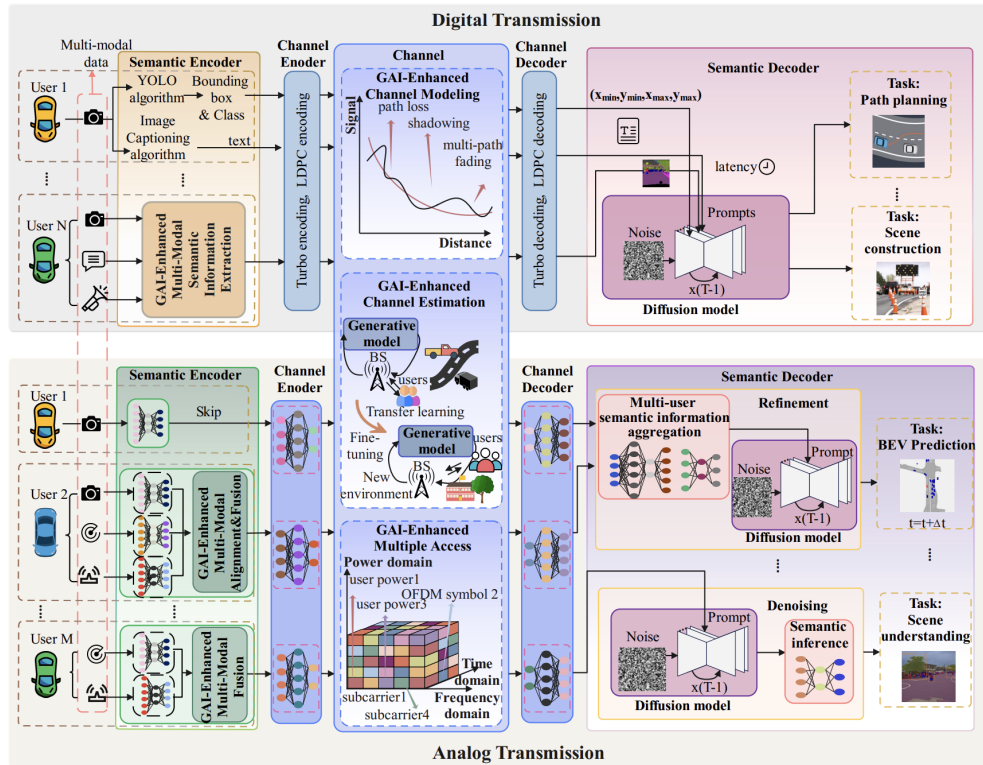 Digital Transmission
Multi-modal
data
Semantic Encoder
User 1
YOLO
algorithm
Bounding
box
& Class
Image
Captioning
algorithm
text
User N
GAI-Enhanced
Multi-Modal
Semantic
Information
Extraction
Channel
Enoder
Turbo encoding, LDPC encoding
Channel
GAI-Enhanced
Channel Modeling
Signal
path loss
shadowing
multi-path
fading
Distance
Channel
Decoder
Turbo decoding, LDPC decoding
Semantic Decoder
(xmin,ymin,xmax,ymax)
latency
Noise
Prompts
x(T-1)
Diffusion model
Task:
Path planning
Task:
Scene
construction
GAI-Enhanced
Channel Estimation
Generative
model
BS
users
Transfer learning
Fine-
tuning
Generative
model
users
New
environment
BS
GAI-Enhanced
Multiple Access
Power domain
user power1
OFDM symbol 2
user power3
Time
domain
subcarrier1
Frequency
domain
subcarrier4
Semantic Encoder
User 1
Skip
User 2
GAI-Enhanced
Multi-Modal
Alignment&Fusion
User M
GAI-Enhanced
Multi-Modal
Fusion
Channel
Enoder
Channel
Decoder
Semantic Decoder
Multi-user
semantic information
aggregation
Refinement
Prompt
Noise
x(T-1)
Diffusion model
Task:
BEV Prediction
t=t+Δt
Denoising
Prompt
Noise
x(T-1)
Diffusion model
Semantic
inference
Task:
Scene
understanding
Analog Transmission